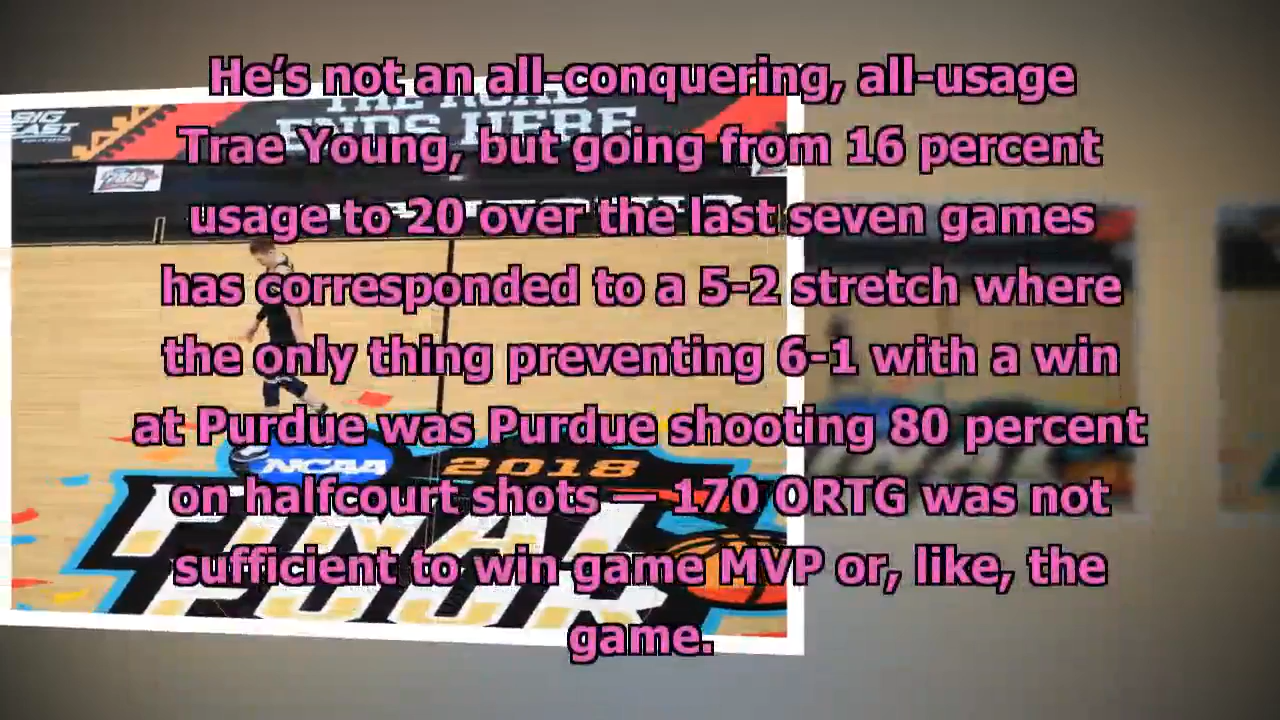 He’s not an all-conquering, all-usage
Trae Young, but going from 16 percent
usage to 20 over the last seven games
has corresponded to a 5-2 stretch where
the only thing preventing 6-1 with a win
at Purdue was Purdue shooting 80 percent
on halfcourt shots — 170 ORTG was not
sufficient to win game MVP or, like, the
game.
BIG
EAST
THE ROAD
ENDS HERE
NCAA
2018
FINAL
FOUR